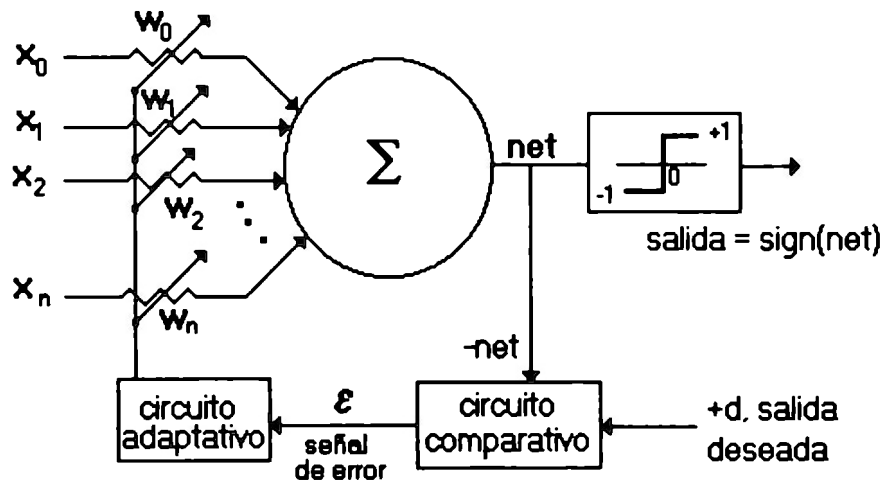 x0
w0
x1
w1
x2
w2
xn
wn
Σ
net
+1
0
-1
salida = sign(net)
-net
circuito
adaptativo
ε
señal
de error
circuito
comparativo
+d, salida
deseada